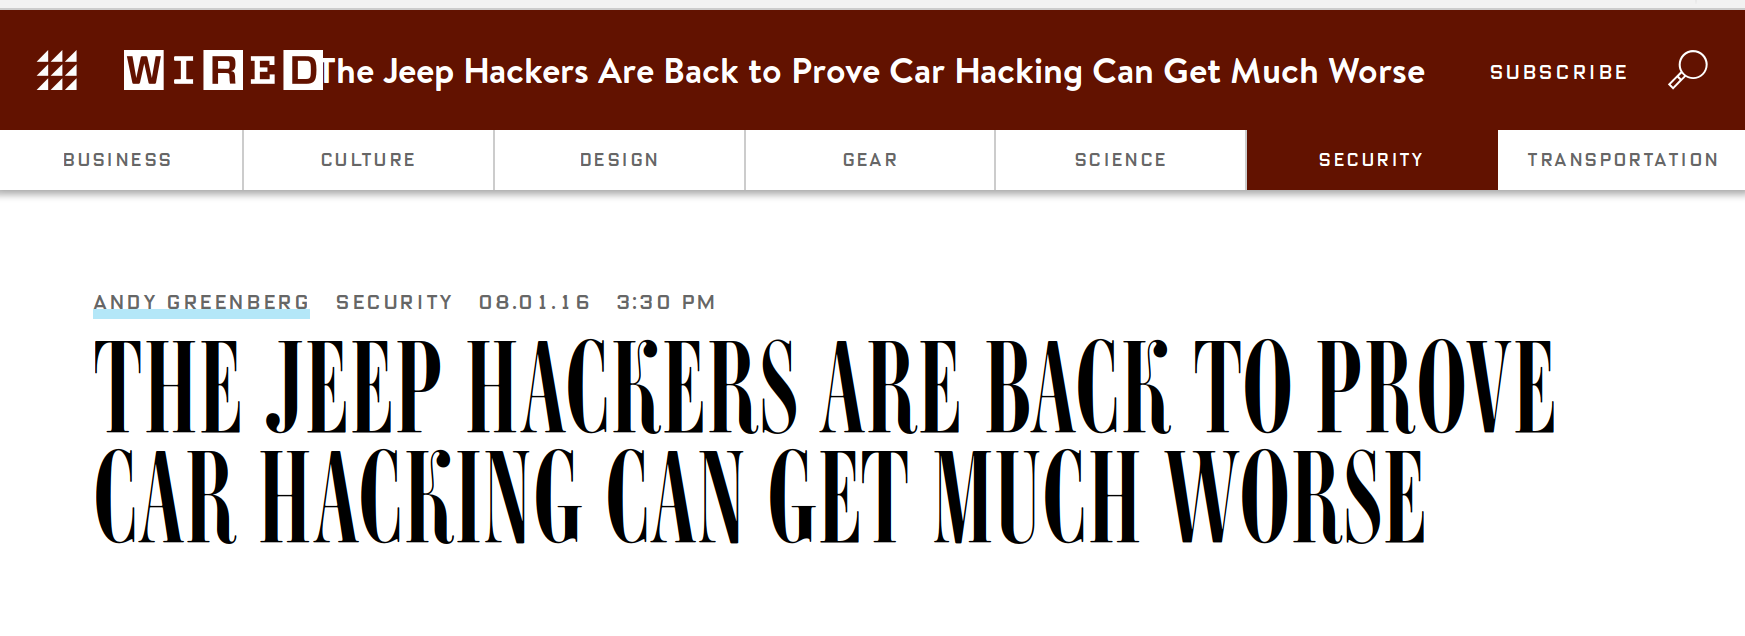 WIRED The Jeep Hackers Are Back to Prove Car Hacking Can Get Much Worse SUBSCRIBE
BUSINESS CULTURE DESIGN GEAR SCIENCE SECURITY TRANSPORTATION
ANDY GREENBERG SECURITY 08.01.16 3:30 PM
THE JEEP HACKERS ARE BACK TO PROVE
CAR HACKING CAN GET MUCH WORSE